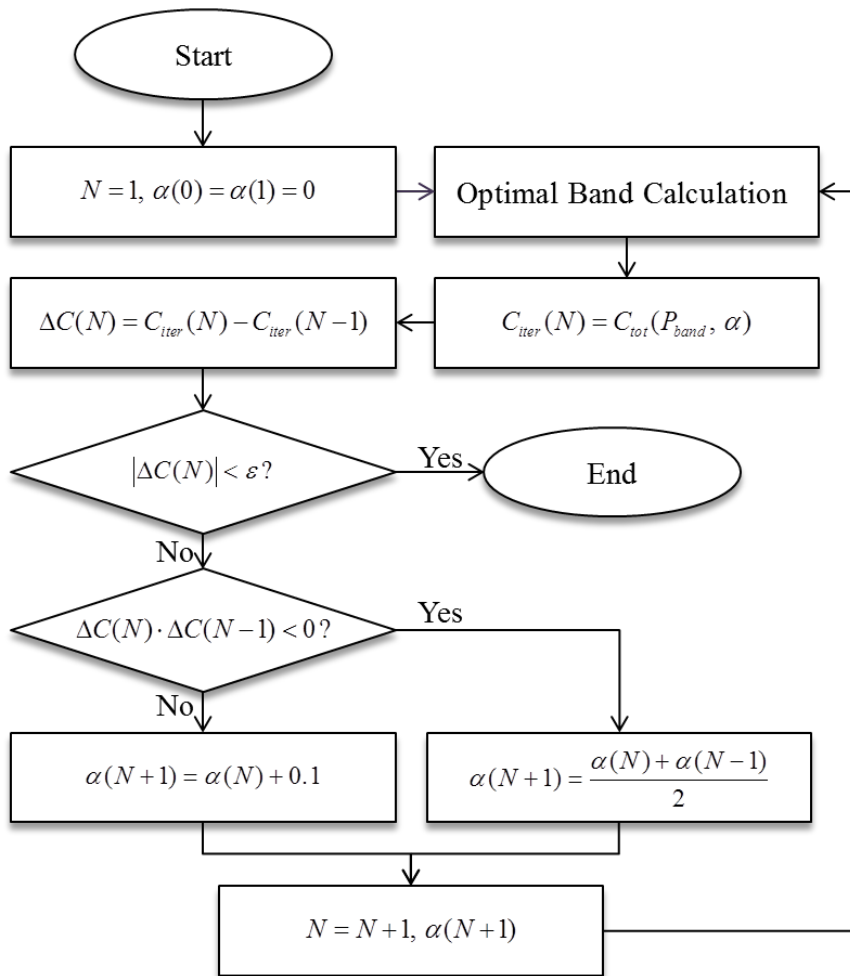 Start
N = 1, α(0) = α(1) = 0
Optimal Band Calculation
ΔC(N) = C_iter(N) − C_iter(N−1)
C_iter(N) = C_tot(P_band, α)
|ΔC(N)| < ε?
Yes
End
No
ΔC(N)·ΔC(N−1) < 0?
Yes
No
α(N+1) = α(N) + 0.1
α(N+1) = (α(N) + α(N−1))/2
N = N+1, α(N+1)